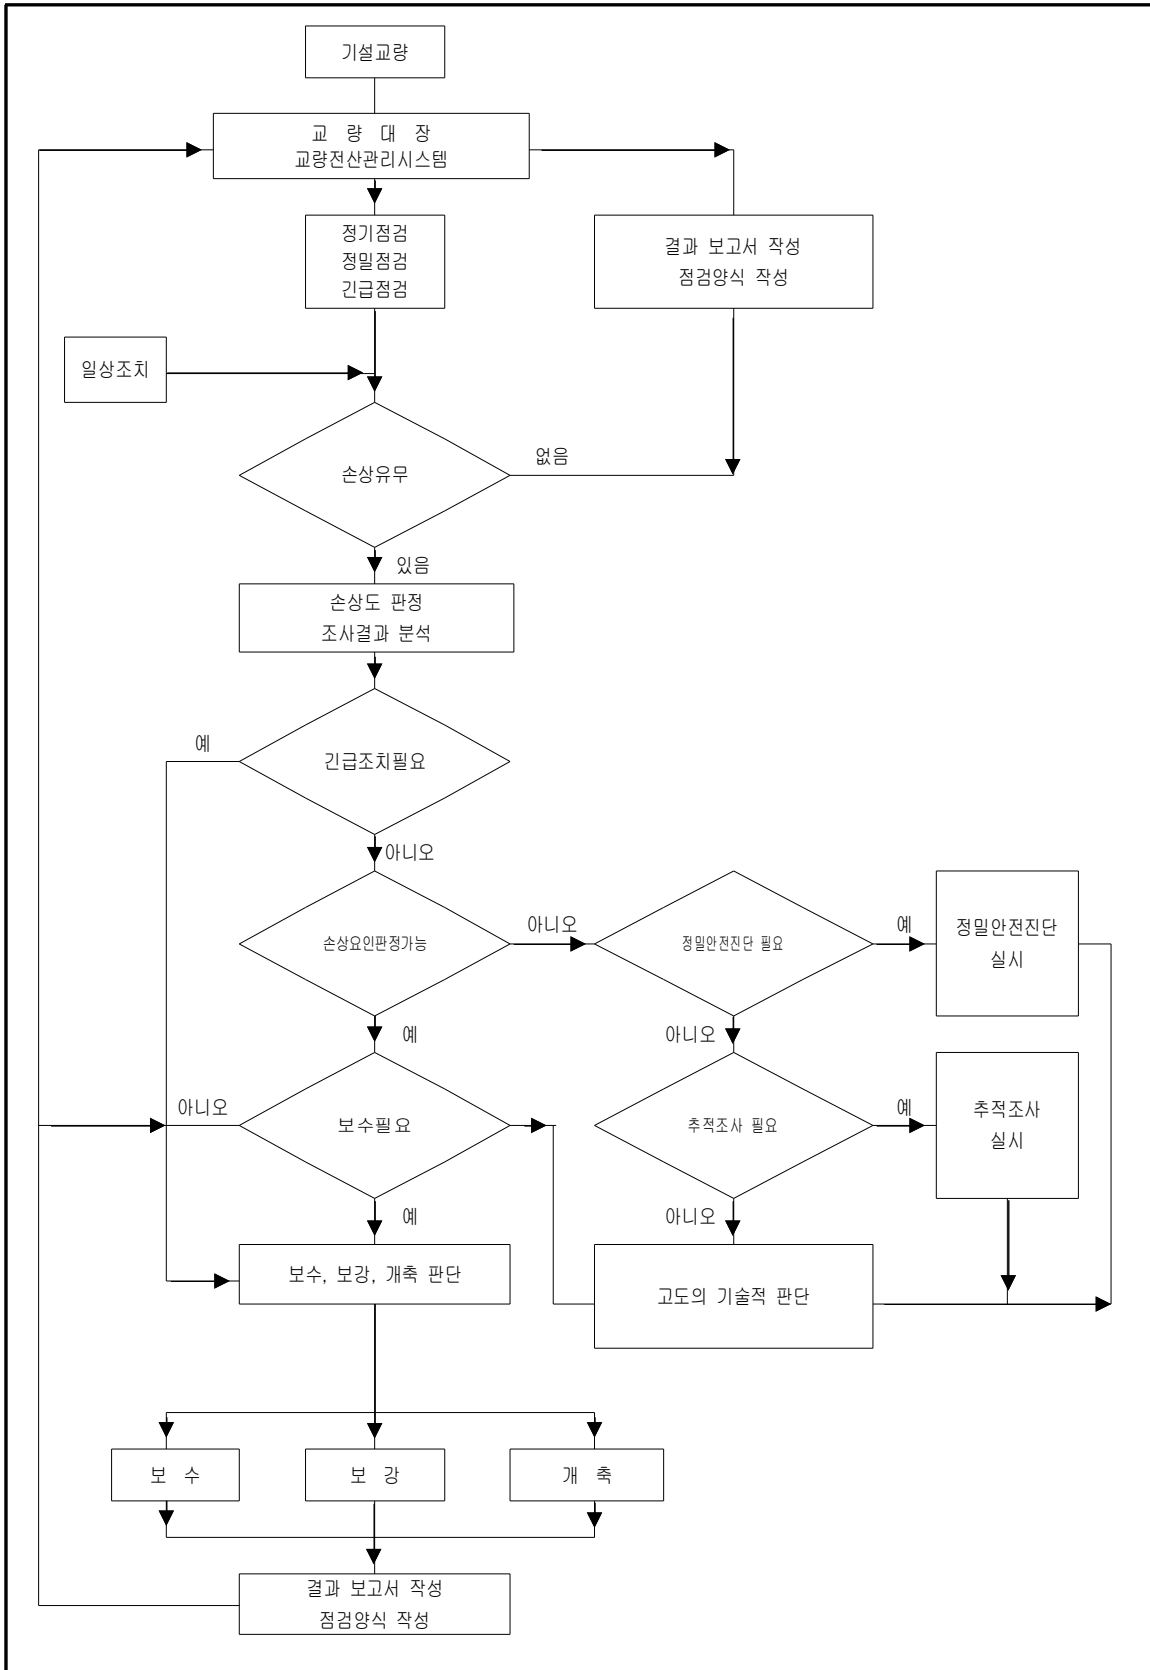 기설교량
교 량 대 장
교량전산관리시스템
정기점검
정밀점검
긴급점검
결과 보고서 작성
점검양식 작성
일상조치
손상유무
없음
있음
손상도 판정
조사결과 분석
예
긴급조치필요
아니오
손상요인판정가능
아니오
정밀안전진단 필요
예
정밀안전진단
실시
예
아니오
아니오
보수필요
추적조사 필요
예
추적조사
실시
예
아니오
보수, 보강, 개축 판단
고도의 기술적 판단
보 수
보 강
개 축
결과 보고서 작성
점검양식 작성